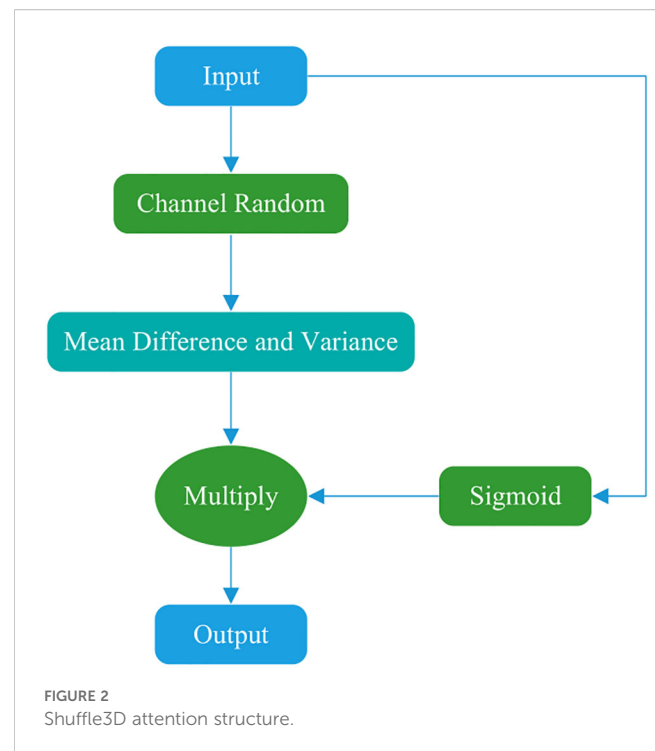 Input
Channel Random
Mean Difference and Variance
Multiply
Sigmoid
Output
FIGURE 2
Shuffle3D attention structure.